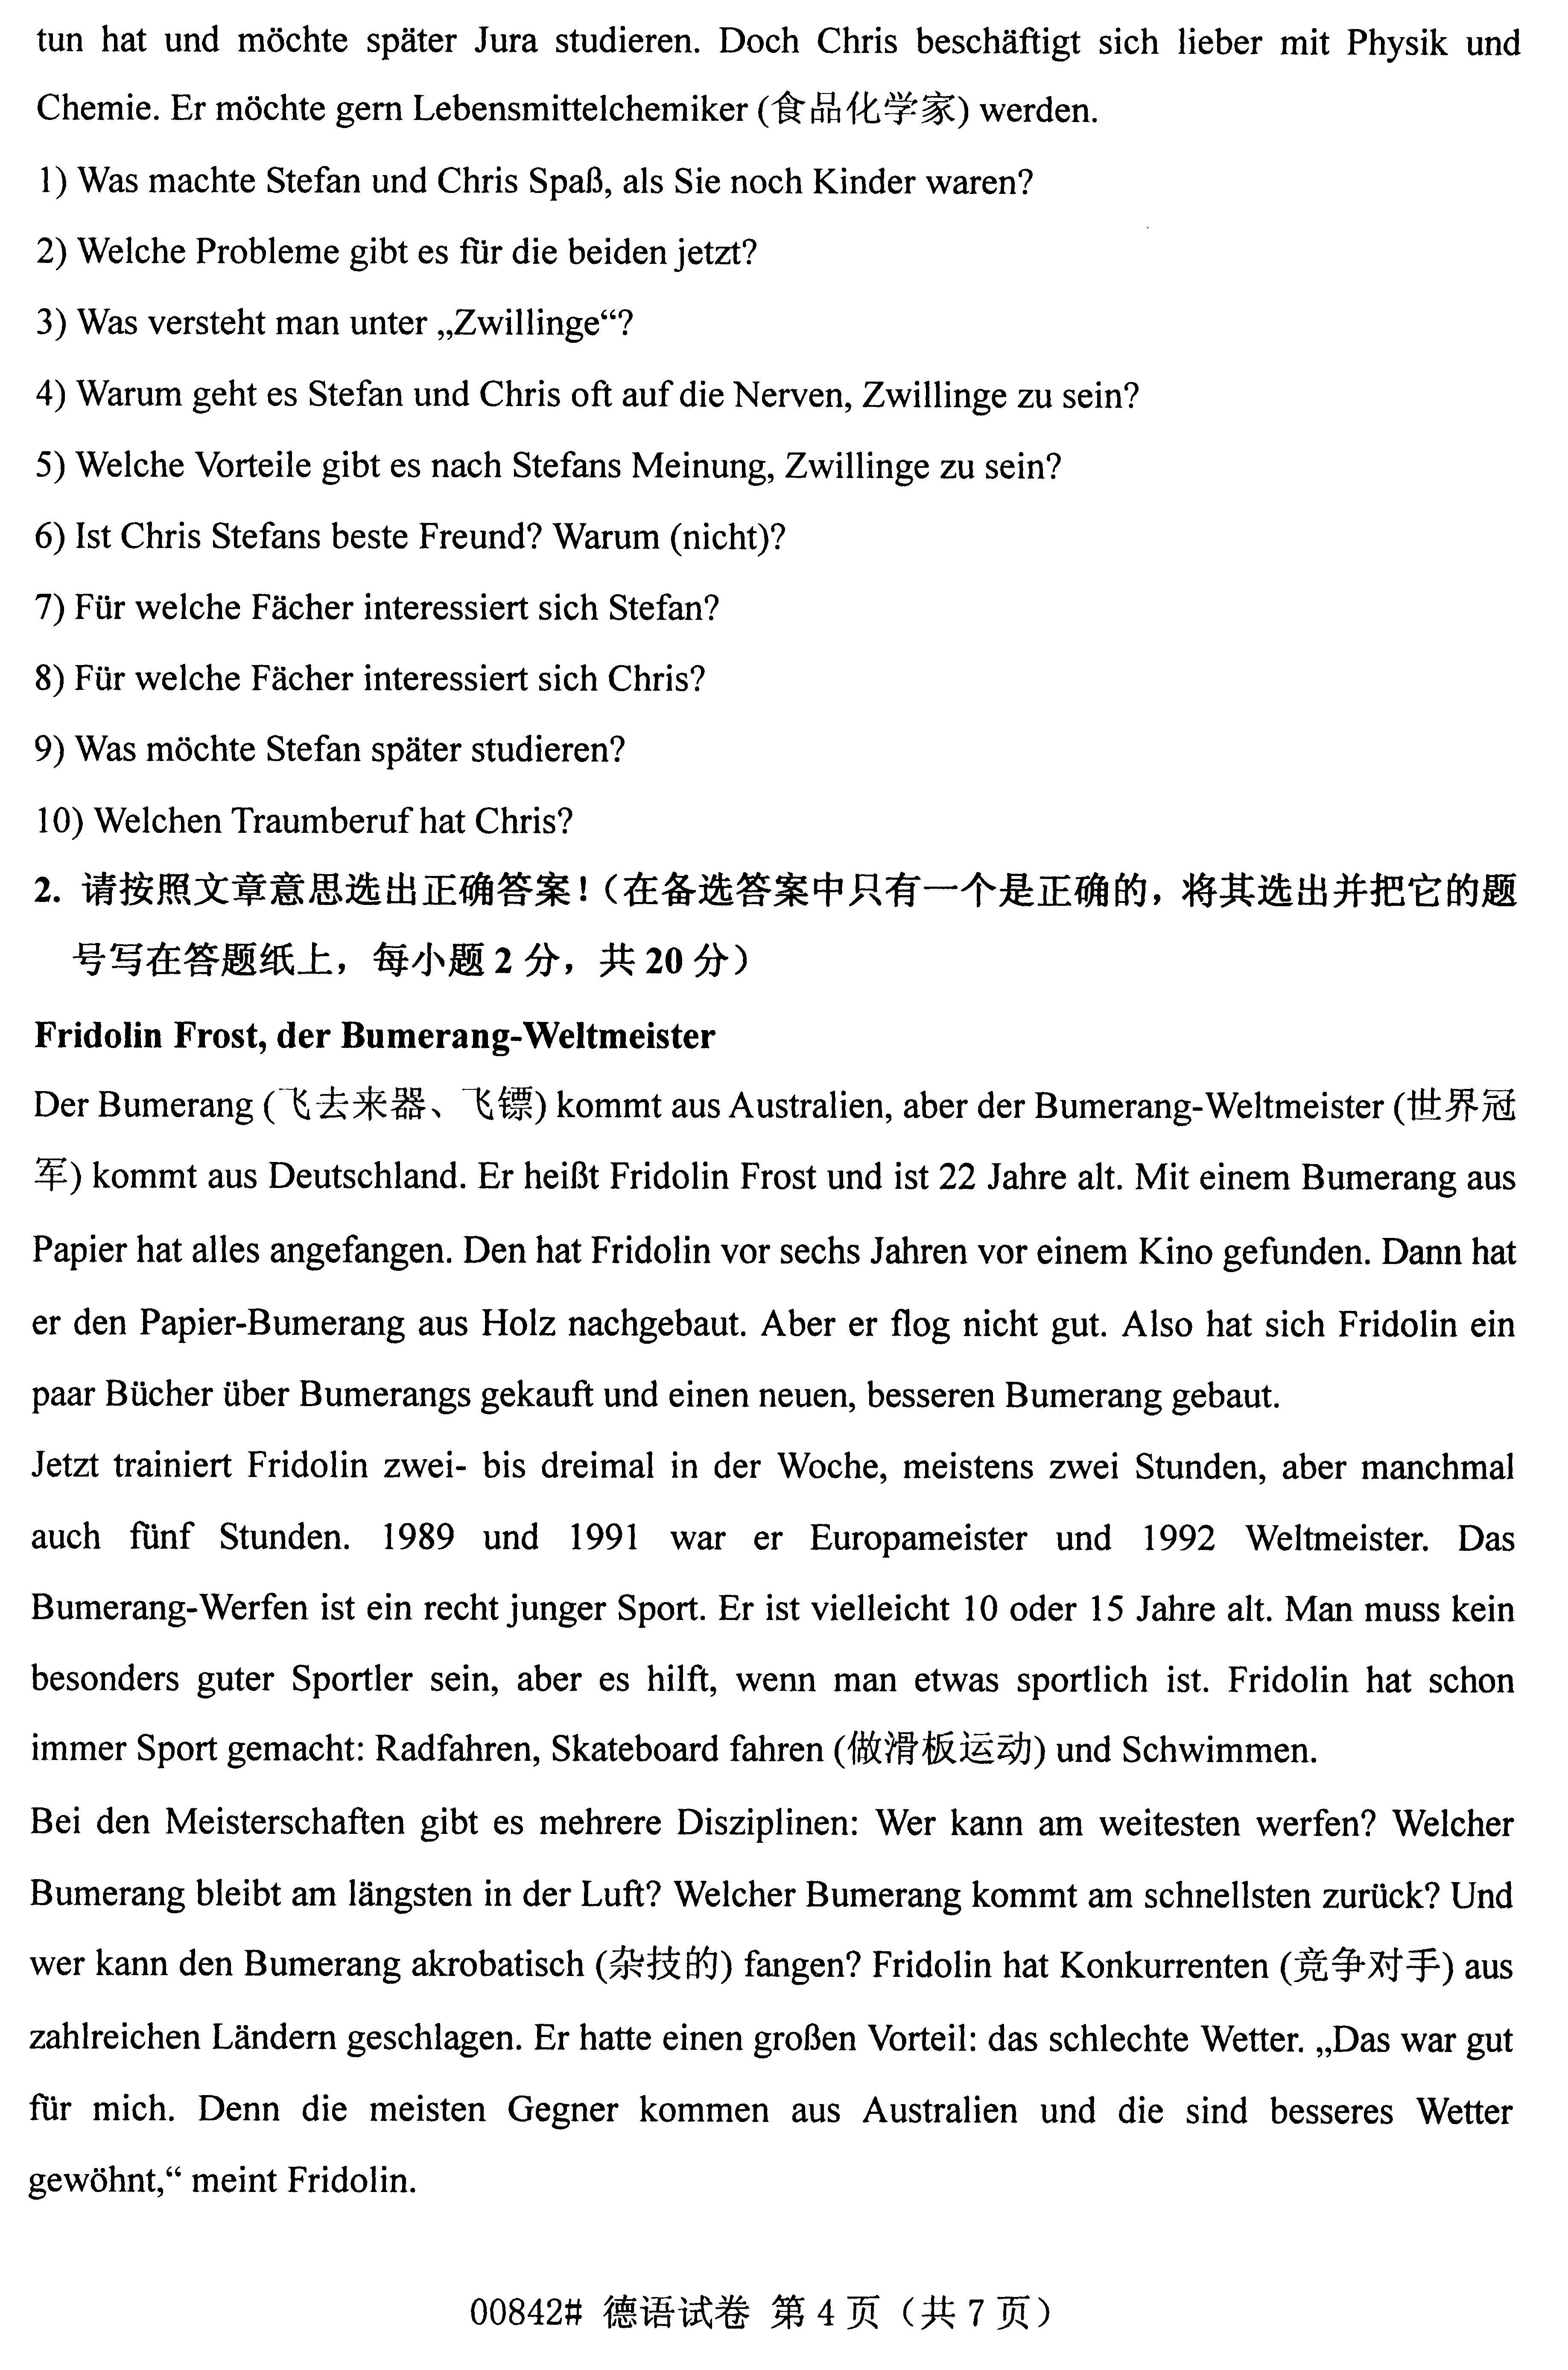 tun hat und möchte später Jura studieren. Doch Chris beschäftigt sich lieber mit Physik und
Chemie. Er möchte gern Lebensmittelchemiker (食品化学家) werden.
1) Was machte Stefan und Chris Spaß, als Sie noch Kinder waren?
2) Welche Probleme gibt es für die beiden jetzt?
3) Was versteht man unter „Zwillinge“?
4) Warum geht es Stefan und Chris oft auf die Nerven, Zwillinge zu sein?
5) Welche Vorteile gibt es nach Stefans Meinung, Zwillinge zu sein?
6) Ist Chris Stefans beste Freund? Warum (nicht)?
7) Für welche Fächer interessiert sich Stefan?
8) Für welche Fächer interessiert sich Chris?
9) Was möchte Stefan später studieren?
10) Welchen Traumberuf hat Chris?
2. 请按照文章意思选出正确答案！（在备选答案中只有一个是正确的，将其选出并把它的题
号写在答题纸上，每小题 2 分，共 20 分）
Fridolin Frost, der Bumerang-Weltmeister
Der Bumerang (飞去来器、飞镖) kommt aus Australien, aber der Bumerang-Weltmeister (世界冠
军) kommt aus Deutschland. Er heißt Fridolin Frost und ist 22 Jahre alt. Mit einem Bumerang aus
Papier hat alles angefangen. Den hat Fridolin vor sechs Jahren vor einem Kino gefunden. Dann hat
er den Papier-Bumerang aus Holz nachgebaut. Aber er flog nicht gut. Also hat sich Fridolin ein
paar Bücher über Bumerangs gekauft und einen neuen, besseren Bumerang gebaut.
Jetzt trainiert Fridolin zwei- bis dreimal in der Woche, meistens zwei Stunden, aber manchmal
auch fünf Stunden. 1989 und 1991 war er Europameister und 1992 Weltmeister. Das
Bumerang-Werfen ist ein recht junger Sport. Er ist vielleicht 10 oder 15 Jahre alt. Man muss kein
besonders guter Sportler sein, aber es hilft, wenn man etwas sportlich ist. Fridolin hat schon
immer Sport gemacht: Radfahren, Skateboard fahren (做滑板运动) und Schwimmen.
Bei den Meisterschaften gibt es mehrere Disziplinen: Wer kann am weitesten werfen? Welcher
Bumerang bleibt am längsten in der Luft? Welcher Bumerang kommt am schnellsten zurück? Und
wer kann den Bumerang akrobatisch (杂技的) fangen? Fridolin hat Konkurrenten (竞争对手) aus
zahlreichen Ländern geschlagen. Er hatte einen großen Vorteil: das schlechte Wetter. „Das war gut
für mich. Denn die meisten Gegner kommen aus Australien und die sind besseres Wetter
gewöhnt,“ meint Fridolin.
00842# 德语试卷 第 4 页（共 7 页）